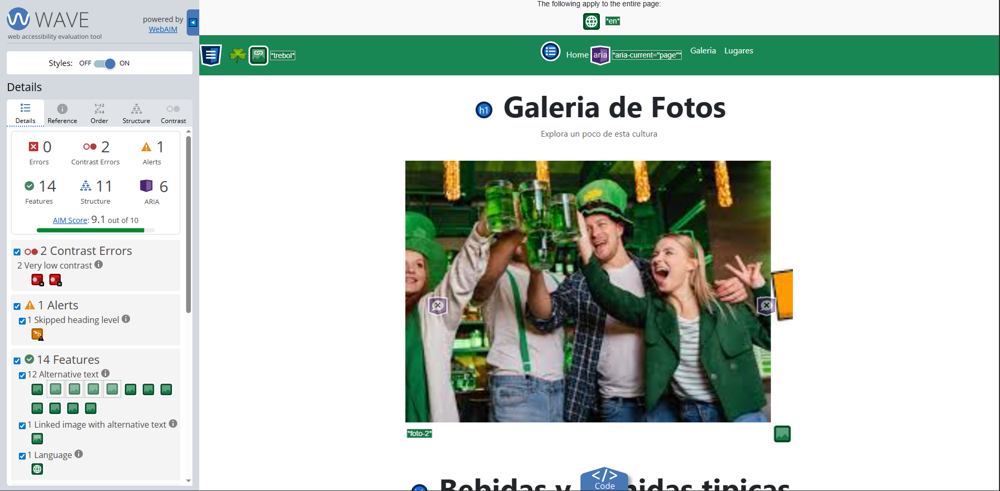 WAVE
web accessibility evaluation tool
powered by
WebAIM
Styles: OFF ON
Details
Details
Reference
Order
Structure
Contrast
0
Errors
2
Contrast Errors
1
Alerts
14
Features
11
Structure
6
ARIA
AIM Score: 9.1 out of 10
2 Contrast Errors
2 Very low contrast
1 Alerts
1 Skipped heading level
14 Features
12 Alternative text
1 Linked image with alternative text
1 Language
The following apply to the entire page:
*en*
*trebol*
Home aria *aria-current="page"* Galeria Lugares
h1 Galeria de Fotos
Explora un poco de esta cultura
*foto-2*
Bebidas y tipicas
</> Code